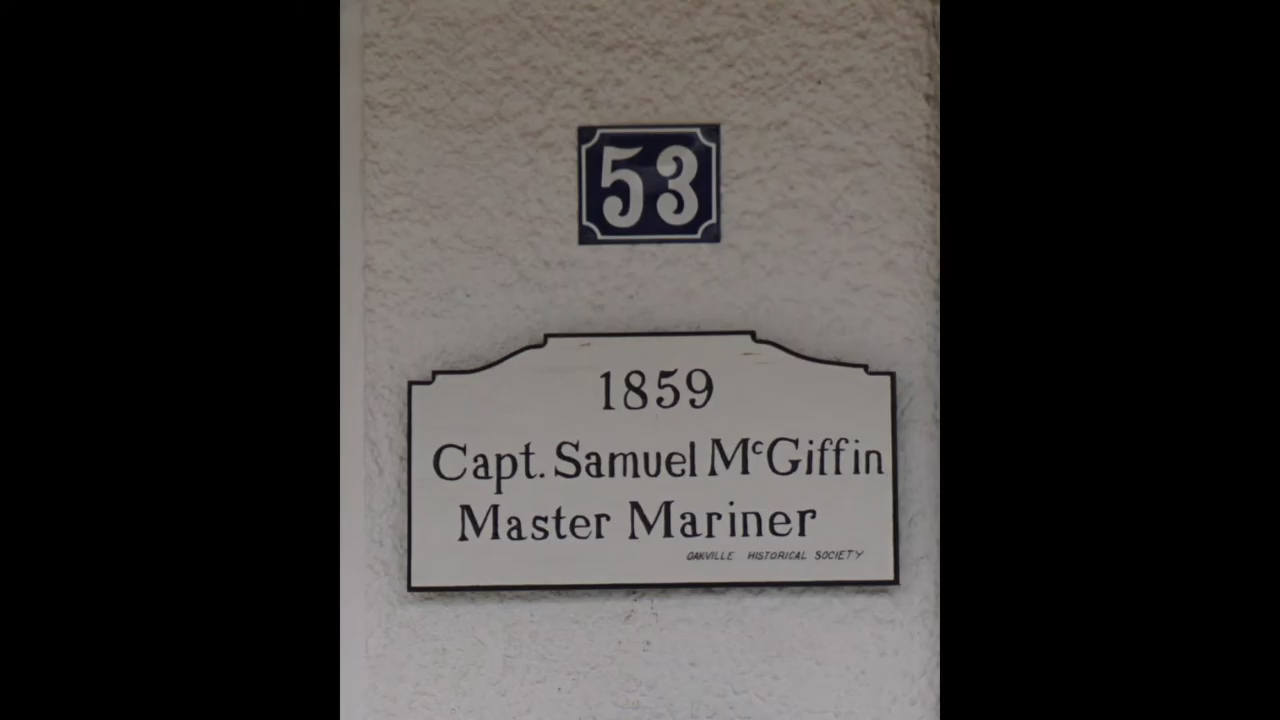 53
1859
Capt. Samuel McGiffin
Master Mariner
OAKVILLE HISTORICAL SOCIETY